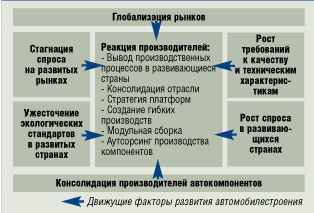 Глобализация рынков
Стагнация
спроса
на развитых
рынках
Ужесточение
экологических
стандартов
в развитых
странах
Реакция производителей:
- Вывод производственных
процессов в развивающиеся
страны
- Консолидация отрасли
- Стратегия платформ
- Создание гибких
производств
- Модульная сборка
- Аутсорсинг производства
компонентов
Рост
требований
к качеству
и техническим
характерис-
тикам
Рост спроса
в развиваю-
щихся
странах
Консолидация производителей автокомпонентов
Движущие факторы развития автомобилестроения